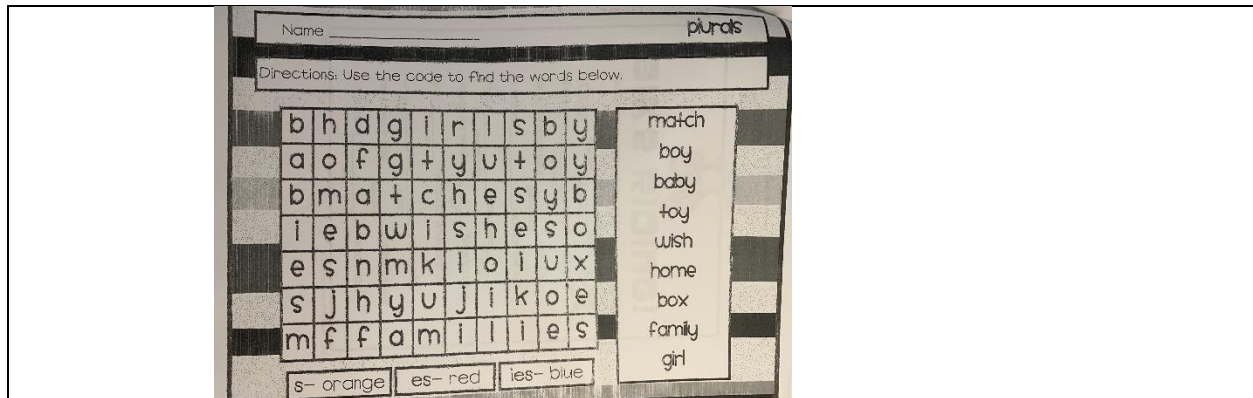 Name
plurals
Directions: Use the code to find the words below.
b h d g i r l s b y
a o f g t y u t o y
b m a t c h e s y b
i e b w i s h e s o
e s n m k l o i u x
s j h y u j i k o e
m f f a m i l i e s
match
boy
baby
toy
wish
home
box
family
girl
s- orange
es- red
ies- blue